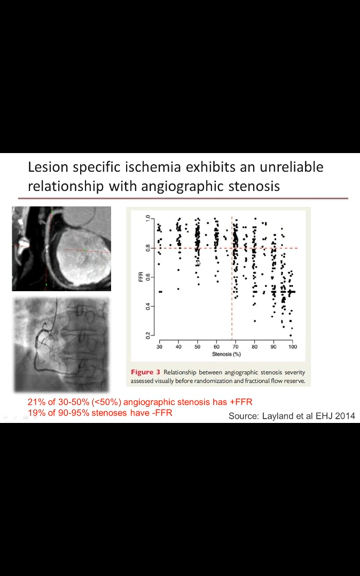 Lesion specific ischemia exhibits an unreliable
relationship with angiographic stenosis
1.0
0.8
0.6
0.4
0.2
FFR
30 40 50 60 70 80 90 100
Stenosis (%)
Figure 3 Relationship between angiographic stenosis severity
assessed visually before randomization and fractional flow reserve.
21% of 30-50% (<50%) angiographic stenosis has +FFR
19% of 90-95% stenoses have -FFR
Source: Layland et al EHJ 2014